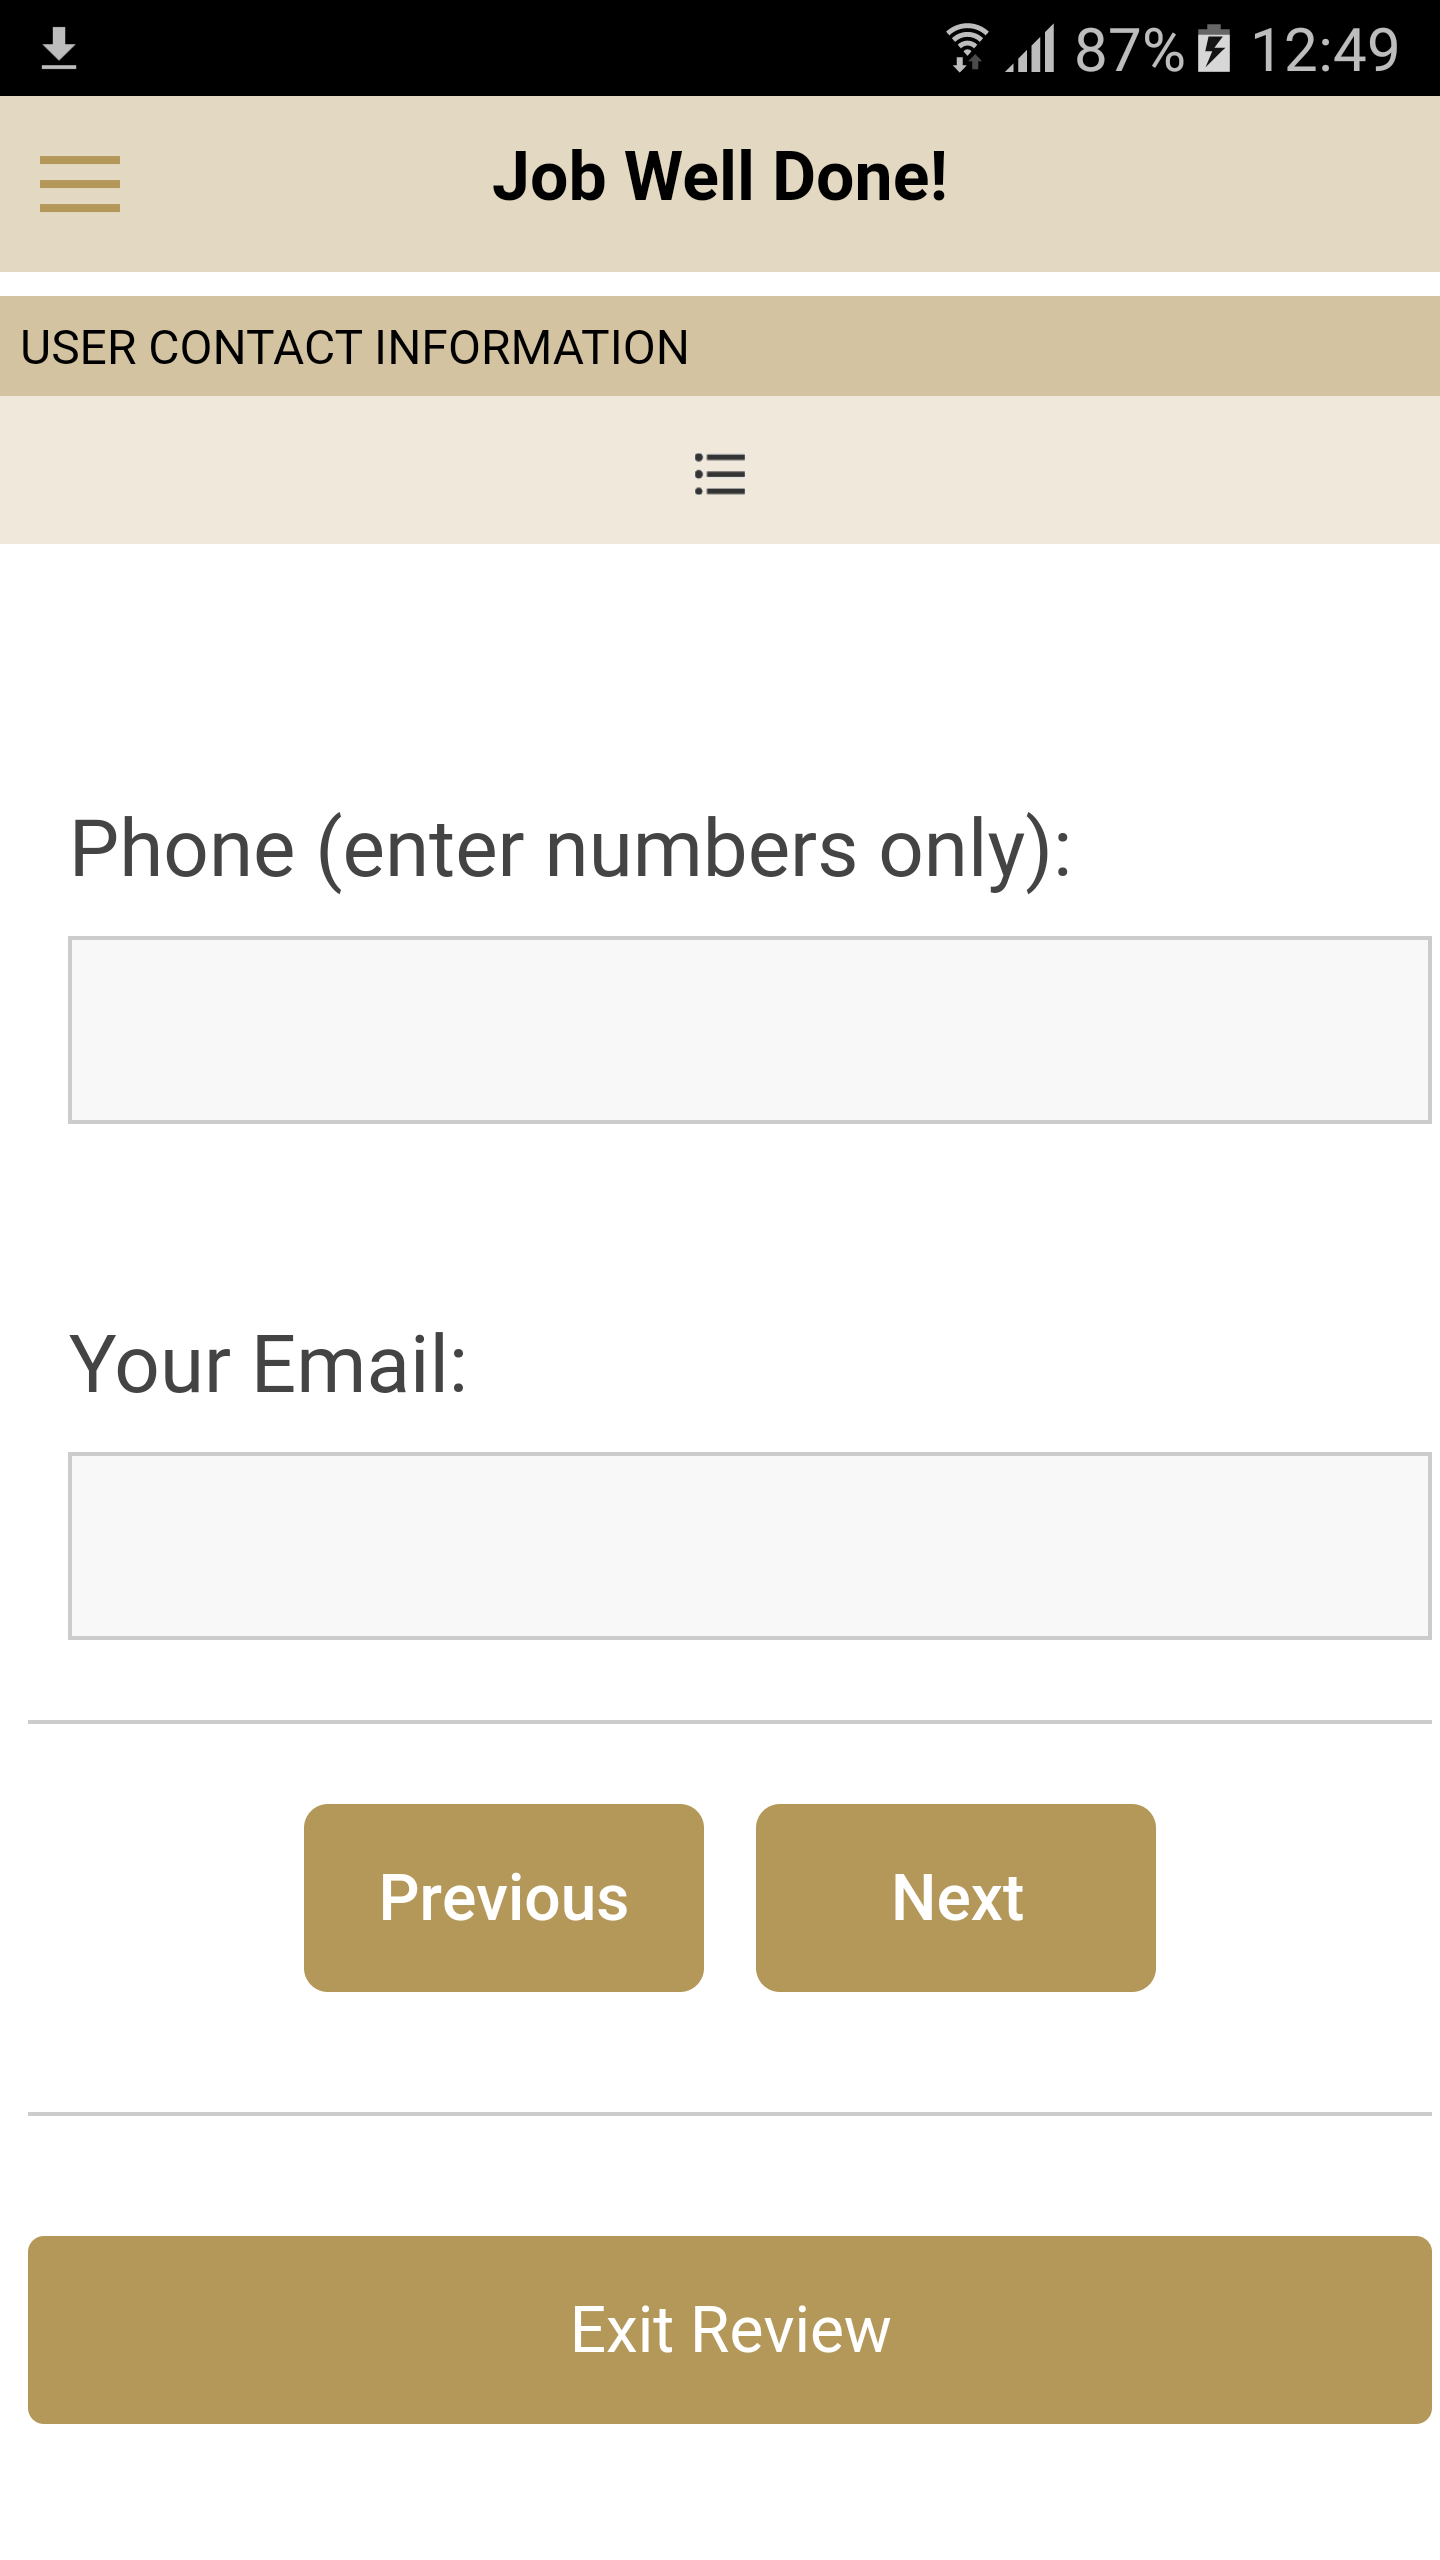 87% 12:49
Job Well Done!
USER CONTACT INFORMATION
Phone (enter numbers only):
Your Email:
Previous Next
Exit Review